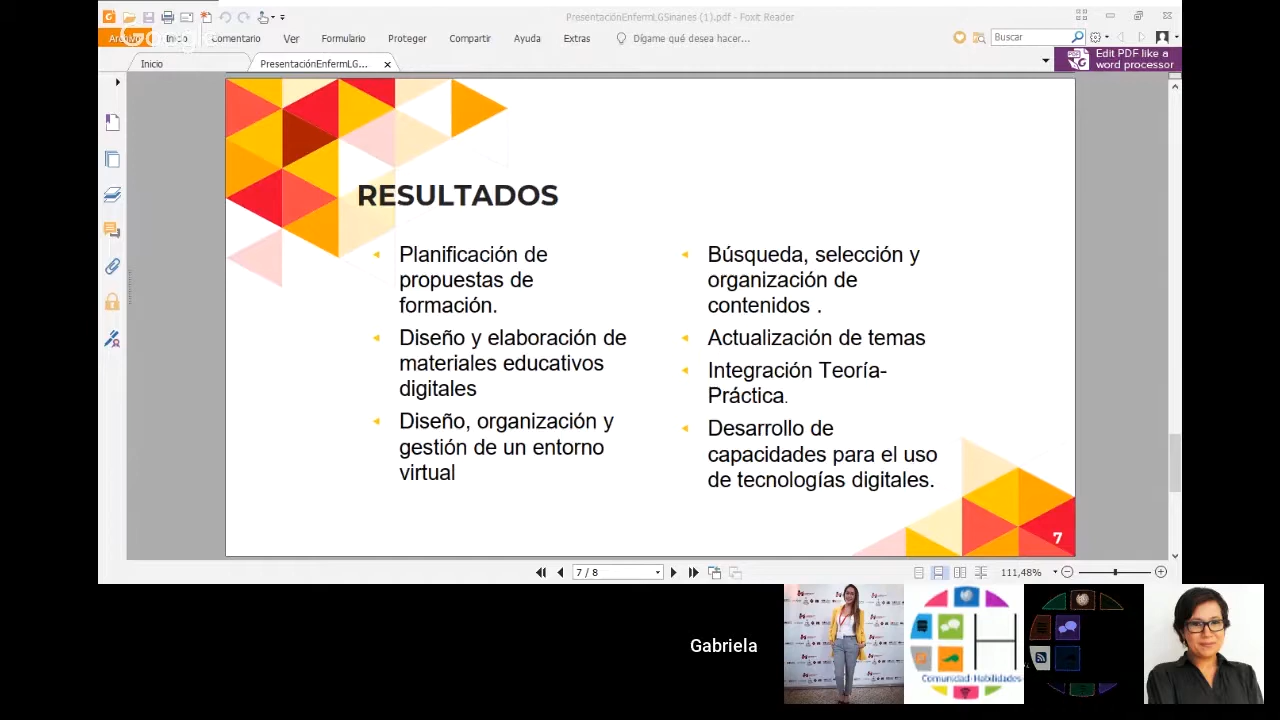 PresentaciónEnfermLGSinanes (1).pdf - Foxit Reader
Google
Archivo Inicio Comentario Ver Formulario Proteger Compartir Ayuda Extras Dígame qué desea hacer... Buscar
Inicio PresentaciónEnfermLG... Edit PDF like a
word processor
RESULTADOS
Planificación de
propuestas de
formación.
Diseño y elaboración de
materiales educativos
digitales
Diseño, organización y
gestión de un entorno
virtual
Búsqueda, selección y
organización de
contenidos .
Actualización de temas
Integración Teoría-
Práctica.
Desarrollo de
capacidades para el uso
de tecnologías digitales.
7
7 / 8
111,48%
Gabriela
H
Comunidad Habilidades